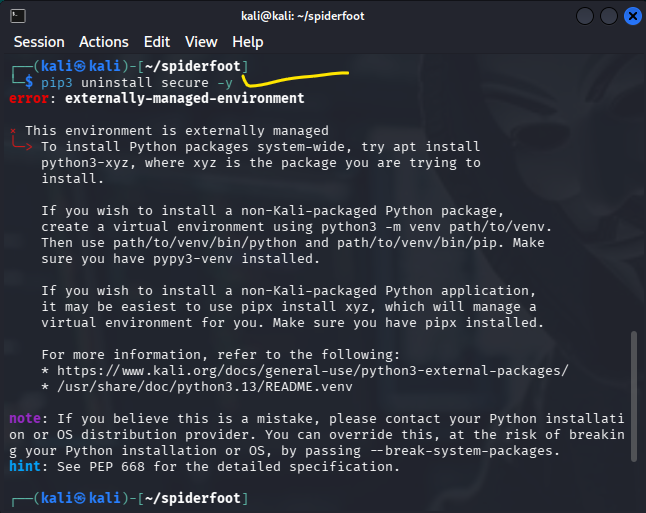 kali@kali: ~/spiderfoot
Session Actions Edit View Help
┌──(kali㉿kali)-[~/spiderfoot]
└─$ pip3 uninstall secure -y
error: externally-managed-environment
× This environment is externally managed
╰─> To install Python packages system-wide, try apt install
python3-xyz, where xyz is the package you are trying to
install.
If you wish to install a non-Kali-packaged Python package,
create a virtual environment using python3 -m venv path/to/venv.
Then use path/to/venv/bin/python and path/to/venv/bin/pip. Make
sure you have pypy3-venv installed.
If you wish to install a non-Kali-packaged Python application,
it may be easiest to use pipx install xyz, which will manage a
virtual environment for you. Make sure you have pipx installed.
For more information, refer to the following:
* https://www.kali.org/docs/general-use/python3-external-packages/
* /usr/share/doc/python3.13/README.venv
note: If you believe this is a mistake, please contact your Python installati
on or OS distribution provider. You can override this, at the risk of breakin
g your Python installation or OS, by passing --break-system-packages.
hint: See PEP 668 for the detailed specification.
┌──(kali㉿kali)-[~/spiderfoot]